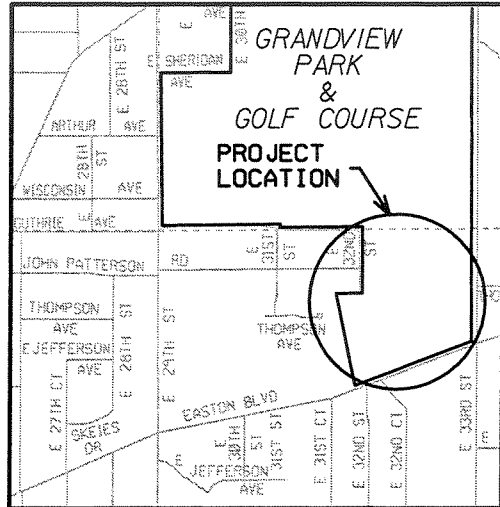 AVE
E 30TH
E
GRANDVIEW
PARK
&
GOLF COURSE
E 28TH ST
E SHERIDAN
AVE
ARTHUR AVE
E 28TH ST
WISCONSIN AVE
GUTHRIE AVE
PROJECT
LOCATION
E 31STH
ST
E 32ND
ST
JOHN PATTERSON RD
THOMPSON
AVE
THOMPSON
AVE
E JEFFERSON
AVE
E 28TH ST
E 29TH ST
E 27TH CT
SKEIES
DR
EASTON BLVD
E 30TH
ST
31ST ST
E 31ST CT
E 32ND ST
E 32ND CT
E 33RD ST
E
E
JEFFERSON
AVE